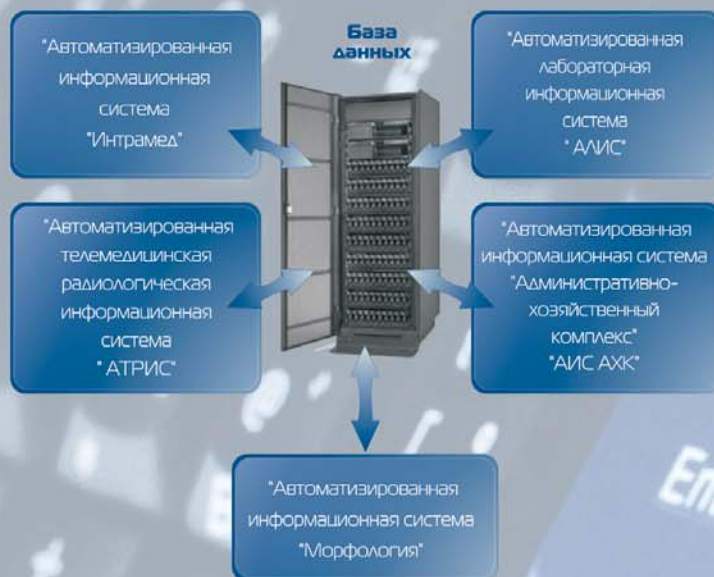 База
данных
"Автоматизированная
информационная
система
"Интрамед"
"Автоматизированная
лабораторная
информационная
система
" АЛИС"
"Автоматизированная
телемедицинская
радиологическая
информационная
система
" АТРИС"
"Автоматизированная
информационная система
"Административно-
хозяйственный
комплекс"
"АИС АХК"
"Автоматизированная
информационная система
"Морфология"